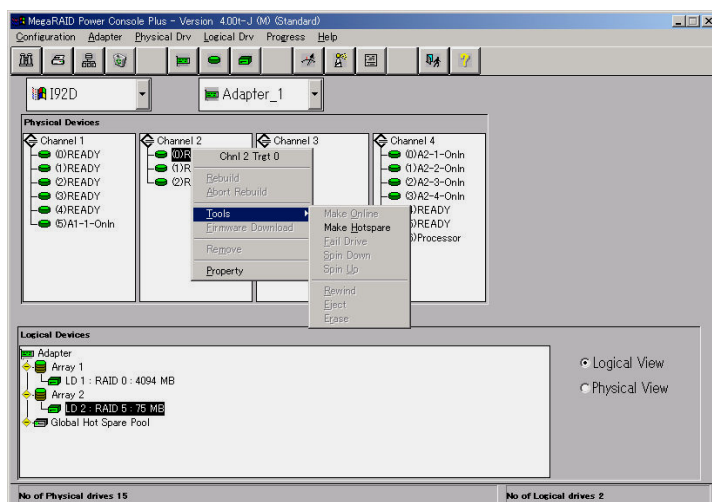 MegaRAID Power Console Plus - Version 4.00t-J (M) (Standard)
Configuration Adapter Physical Drv Logical Drv Progress Help
I92D
Adapter_1
Physical Devices
Channel 1
(0)READY
(1)READY
(2)READY
(3)READY
(4)READY
(5)A1-1-Onln
Channel 2
(0)R
(1)R
(2)R
Channel 3
Channel 4
(0)A2-1-Onln
(1)A2-2-Onln
(2)A2-3-Onln
(3)A2-4-Onln
)READY
)READY
)Processor
Chnl 2 Trgt 0
Rebuild
Abort Rebuild
Tools
Firmware Download
Remove
Property
Make Online
Make Hotspare
Fail Drive
Spin Down
Spin Up
Rewind
Eject
Erase
Logical Devices
Adapter
Array 1
LD 1 : RAID 0 : 4094 MB
Array 2
LD 2 : RAID 5 : 75 MB
Global Hot Spare Pool
Logical View
Physical View
No of Physical drives 15
No of Logical drives 2